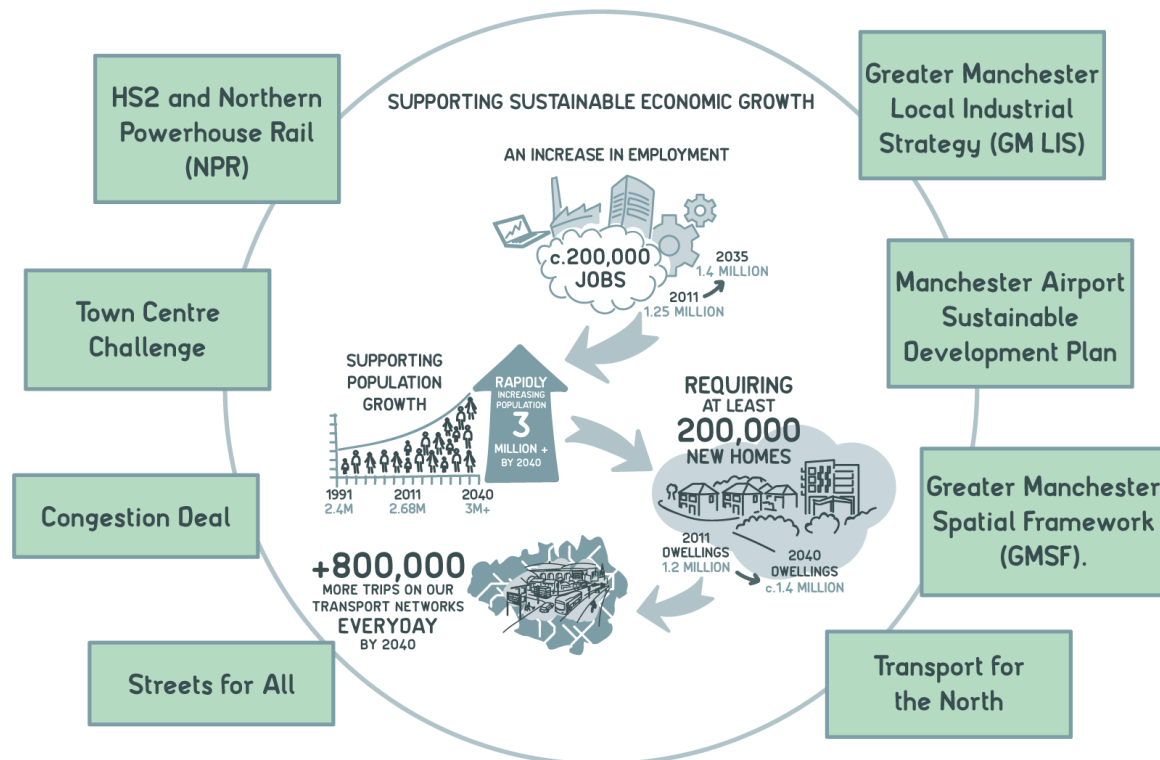 HS2 and Northern
Powerhouse Rail
(NPR)
Town Centre
Challenge
Congestion Deal
Streets for All
SUPPORTING SUSTAINABLE ECONOMIC GROWTH
AN INCREASE IN EMPLOYMENT
c.200,000
JOBS
2035
1.4 MILLION
2011
1.25 MILLION
SUPPORTING
POPULATION
GROWTH
1991
2.4M
2011
2.68M
2040
3M+
RAPIDLY
INCREASING
POPULATION
3
MILLION +
BY 2040
REQUIRING
AT LEAST
200,000
NEW HOMES
2011
DWELLINGS
1.2 MILLION
2040
DWELLINGS
c.1.4 MILLION
+800,000
MORE TRIPS ON OUR
TRANSPORT NETWORKS
EVERYDAY
BY 2040
Greater Manchester
Local Industrial
Strategy (GM LIS)
Manchester Airport
Sustainable
Development Plan
Greater Manchester
Spatial Framework
(GMSF).
Transport for
the North